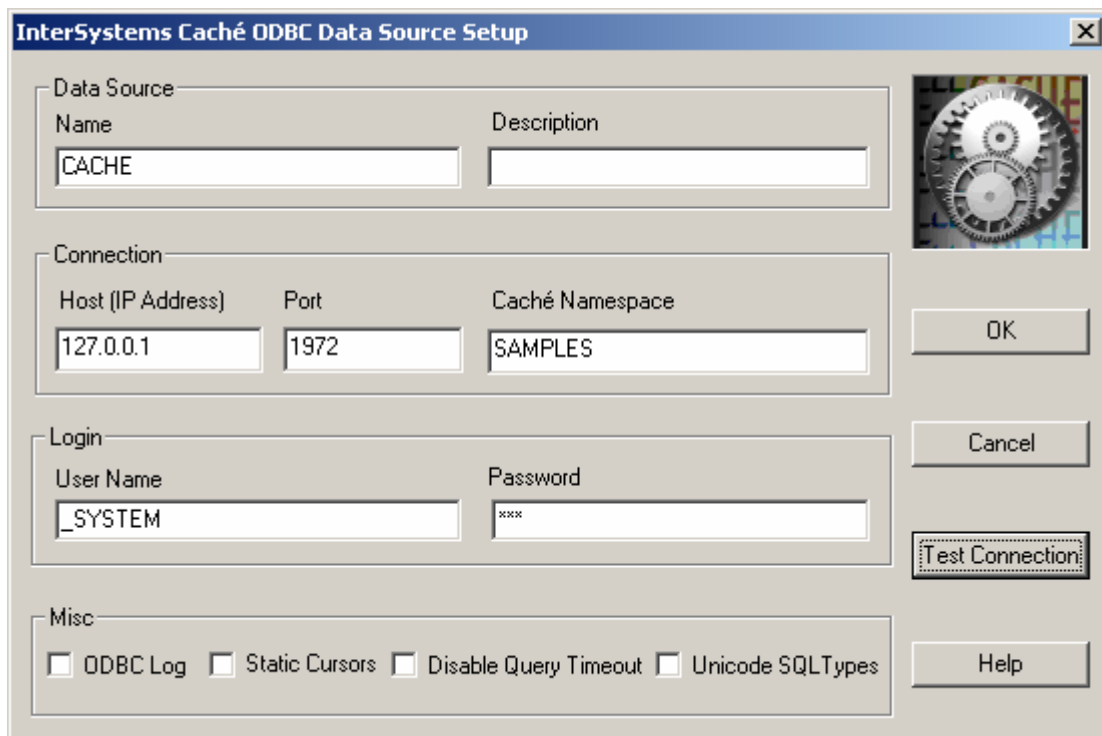 InterSystems Caché ODBC Data Source Setup
Data Source
Name Description
CACHE
Connection
Host (IP Address) Port Caché Namespace
127.0.0.1 1972 SAMPLES
OK
Login
Cancel
User Name Password
_SYSTEM ***
Test Connection
Misc
ODBC Log Static Cursors Disable Query Timeout Unicode SQLTypes
Help